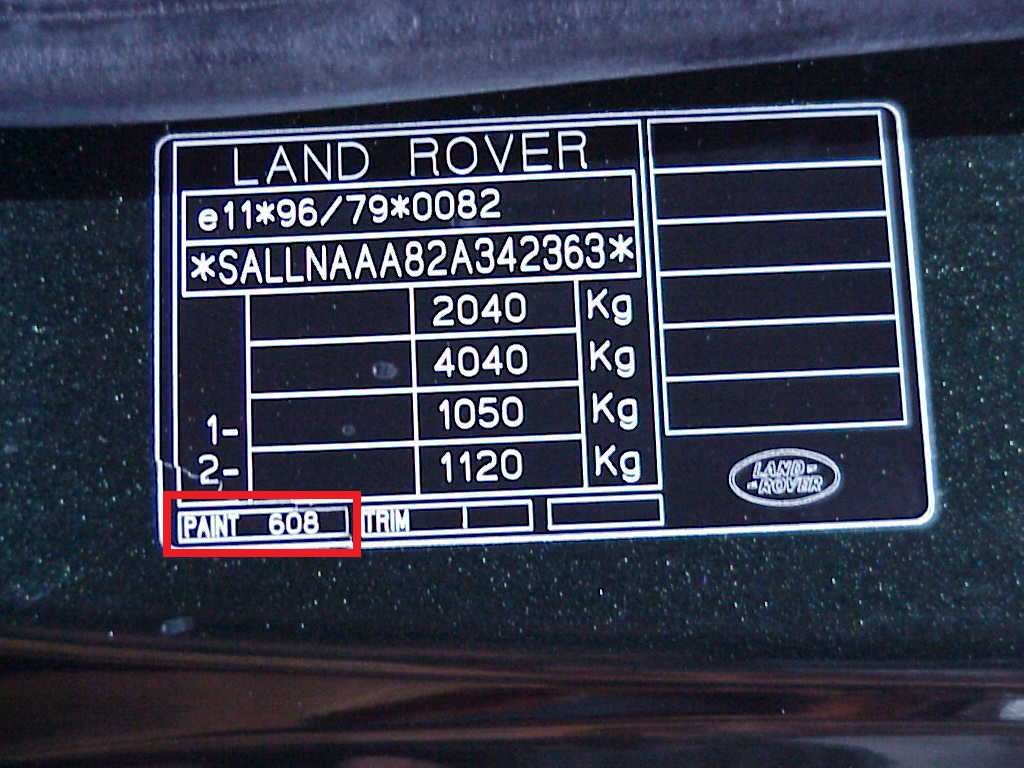 LAND ROVER
e11*96/79*0082
*SALLNAAA82A342363*
2040 Kg
4040 Kg
1- 1050 Kg
2- 1120 Kg
LAND-
-ROVER
PAINT 608 TRIM